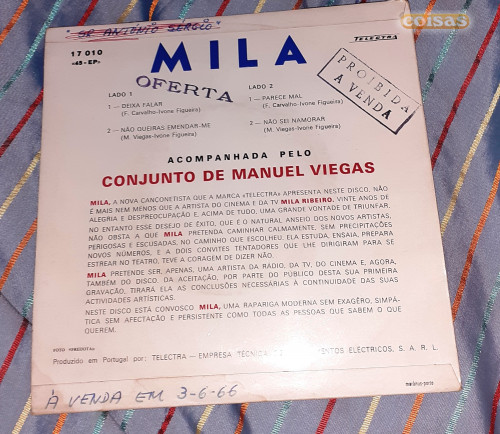 coisas
SR. ANTÓNIO SERGIO
17 010
«45-EP»
MILA
TELECTRA
OFERTA
PROIBIDA
A VENDA
LADO 1
1 — DEIXA FALAR
(F. Carvalho-Ivone Figueira)
2 — NÃO QUEIRAS EMENDAR-ME
(M. Viegas-Ivone Figueira)
LADO 2
1 — PARECE MAL
(F. Carvalho-Ivone Figueira)
2 — NÃO SEI NAMORAR
(M. Viegas-Ivone Figueira)
ACOMPANHADA PELO
CONJUNTO DE MANUEL VIEGAS
MILA, A NOVA CANÇONETISTA QUE A MARCA «TELECTRA» APRESENTA NESTE DISCO, NÃO
É MAIS NEM MENOS QUE A ARTISTA DO CINEMA E DA TV MILA RIBEIRO. VINTE ANOS DE
ALEGRIA E DESPREOCUPAÇÃO E, ACIMA DE TUDO, UMA GRANDE VONTADE DE TRIUNFAR.
NO ENTANTO ESSE DESEJO DE ÊXITO, QUE É O NATURAL ANSEIO DOS NOVOS ARTISTAS,
NÃO OBSTA A QUE MILA PRETENDA CAMINHAR CALMAMENTE, SEM PRECIPITAÇÕES
PERIGOSAS E ESCUSADAS, NO CAMINHO QUE ESCOLHEU. ELA ESTUDA, ENSAIA, PREPARA
NOVOS NÚMEROS, E A DOIS CONVITES TENTADORES QUE LHE DIRIGIRAM PARA SE
ESTREAR NO TEATRO, TEVE A CORAGEM DE DIZER NÃO.
MILA PRETENDE SER, APENAS, UMA ARTISTA DA RÁDIO, DA TV, DO CINEMA E, AGORA,
TAMBÉM DO DISCO. DA ACEITAÇÃO, POR PARTE DO PÚBLICO DESTA SUA PRIMEIRA
GRAVAÇÃO, TIRARÁ ELA AS CONCLUSÕES NECESSÁRIAS À CONTINUIDADE DAS SUAS
ACTIVIDADES ARTÍSTICAS.
NESTE DISCO ESTÁ CONVOSCO MILA, UMA RAPARIGA MODERNA SEM EXAGÊRO, SIMPÁ-
TICA SEM AFECTAÇÃO E PERSISTENTE COMO TODAS AS PESSOAS QUE SABEM O QUE
QUEREM.
Produzido em Portugal por: TELECTRA — EMPRESA TÉCNICA ENTOS ELÉCTRICOS, S. A. R. L.
À VENDA EM 3-6-66